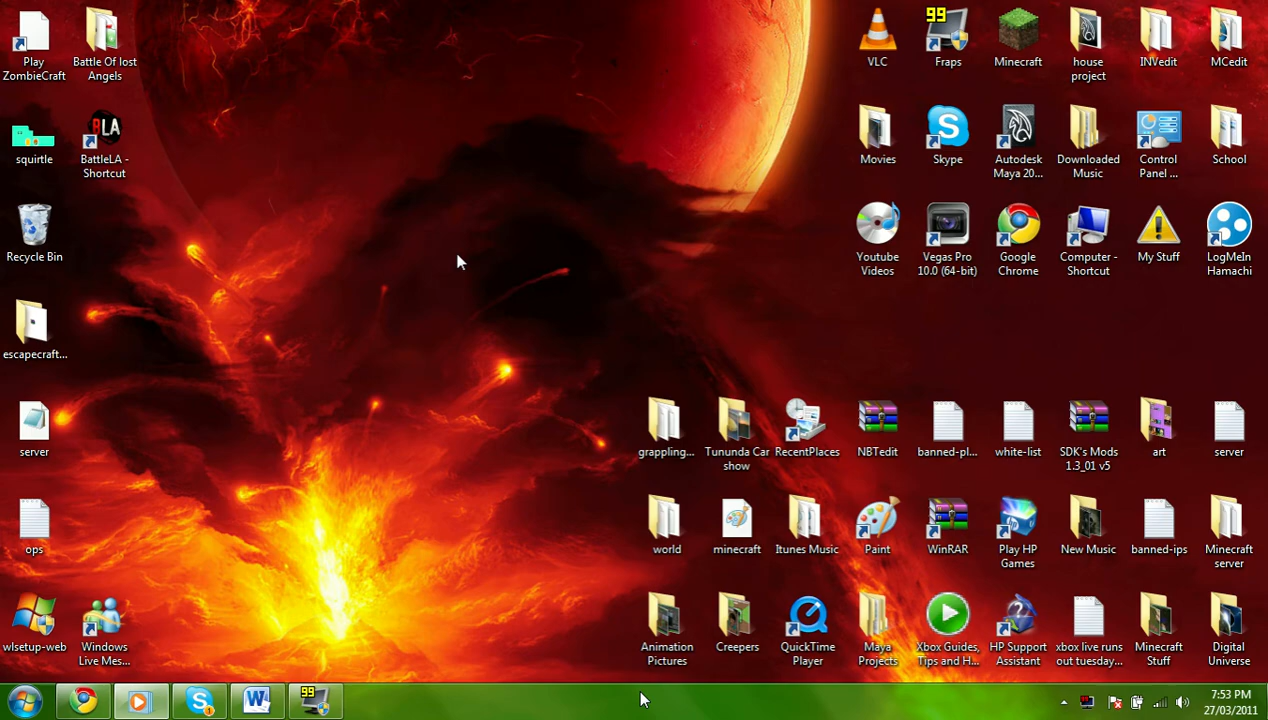 Play
ZombieCraft
Battle Of lost
Angels
99
VLC
Fraps
Minecraft
house
project
INVedit
MCedit
squirtle
BLA
BattleLA -
Shortcut
Movies
Skype
Autodesk
Maya 20...
Downloaded
Music
Control
Panel ...
School
Recycle Bin
Youtube
Videos
Vegas Pro
10.0 (64-bit)
Google
Chrome
Computer -
Shortcut
My Stuff
LogMeIn
Hamachi
escapecraft...
server
grappling...
Tununda Car
show
RecentPlaces
NBTedit
banned-pl...
white-list
SDK's Mods
1.3_01 v5
art
server
ops
world
minecraft
Itunes Music
Paint
WinRAR
Play HP
Games
New Music
banned-ips
Minecraft
server
wlsetup-web
Windows
Live Mes...
Animation
Pictures
Creepers
QuickTime
Player
Maya
Projects
Xbox Guides,
Tips and H...
HP Support
Assistant
xbox live runs
out tuesday...
Minecraft
Stuff
Digital
Universe
99
7:53 PM
27/03/2011